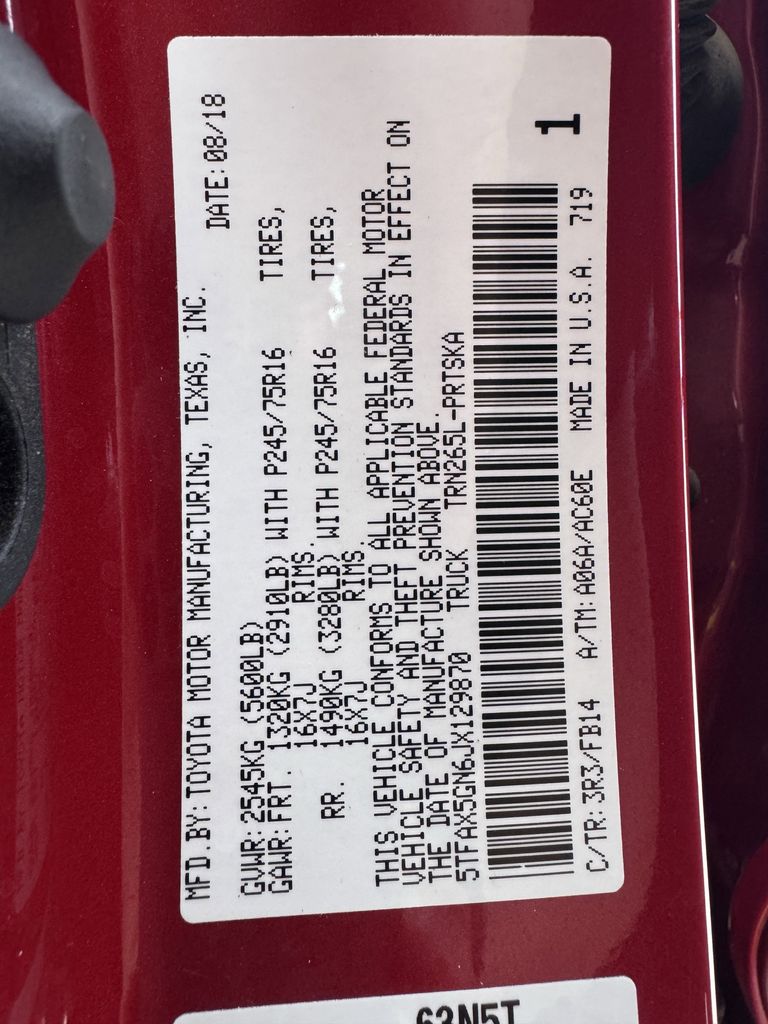 MFD.BY: TOYOTA MOTOR MANUFACTURING, TEXAS, INC.
DATE: 08/18
GVWR: 2545KG (5600LB)
GAWR: FRT. 1320KG (2910LB) WITH P245/75R16 TIRES,
16X7J RIMS.
RR. 1490KG (3280LB) WITH P245/75R16 TIRES,
16X7J RIMS.
THIS VEHICLE CONFORMS TO ALL APPLICABLE FEDERAL MOTOR
VEHICLE SAFETY AND THEFT PREVENTION STANDARDS IN EFFECT ON
THE DATE OF MANUFACTURE SHOWN ABOVE.
5TFAX5GN6JX129870 TRUCK TRN265L-PRTSKA
1
C/TR: 3R3/FB14 A/TM: A06A/AC60E MADE IN U.S.A. 719
63N5T